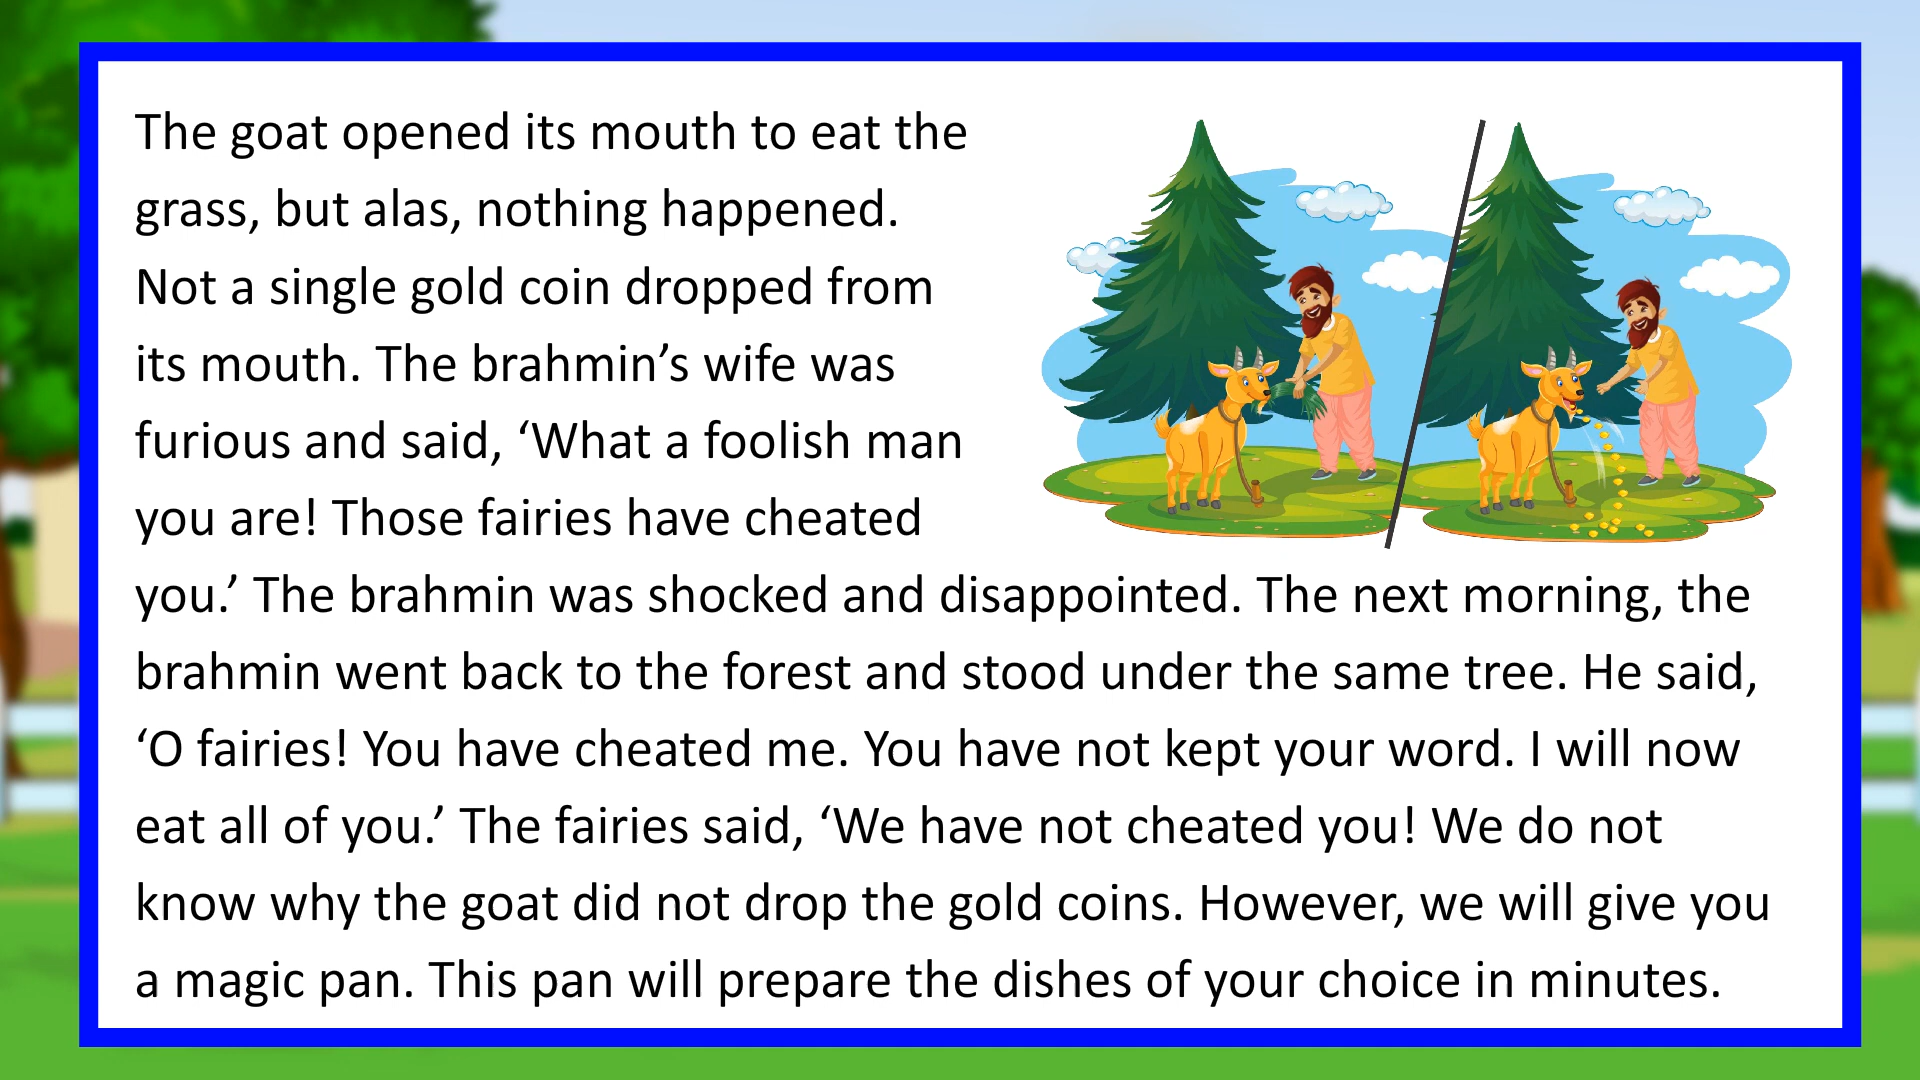 The goat opened its mouth to eat the
grass, but alas, nothing happened.
Not a single gold coin dropped from
its mouth. The brahmin’s wife was
furious and said, ‘What a foolish man
you are! Those fairies have cheated
you.’ The brahmin was shocked and disappointed. The next morning, the
brahmin went back to the forest and stood under the same tree. He said,
‘O fairies! You have cheated me. You have not kept your word. I will now
eat all of you.’ The fairies said, ‘We have not cheated you! We do not
know why the goat did not drop the gold coins. However, we will give you
a magic pan. This pan will prepare the dishes of your choice in minutes.